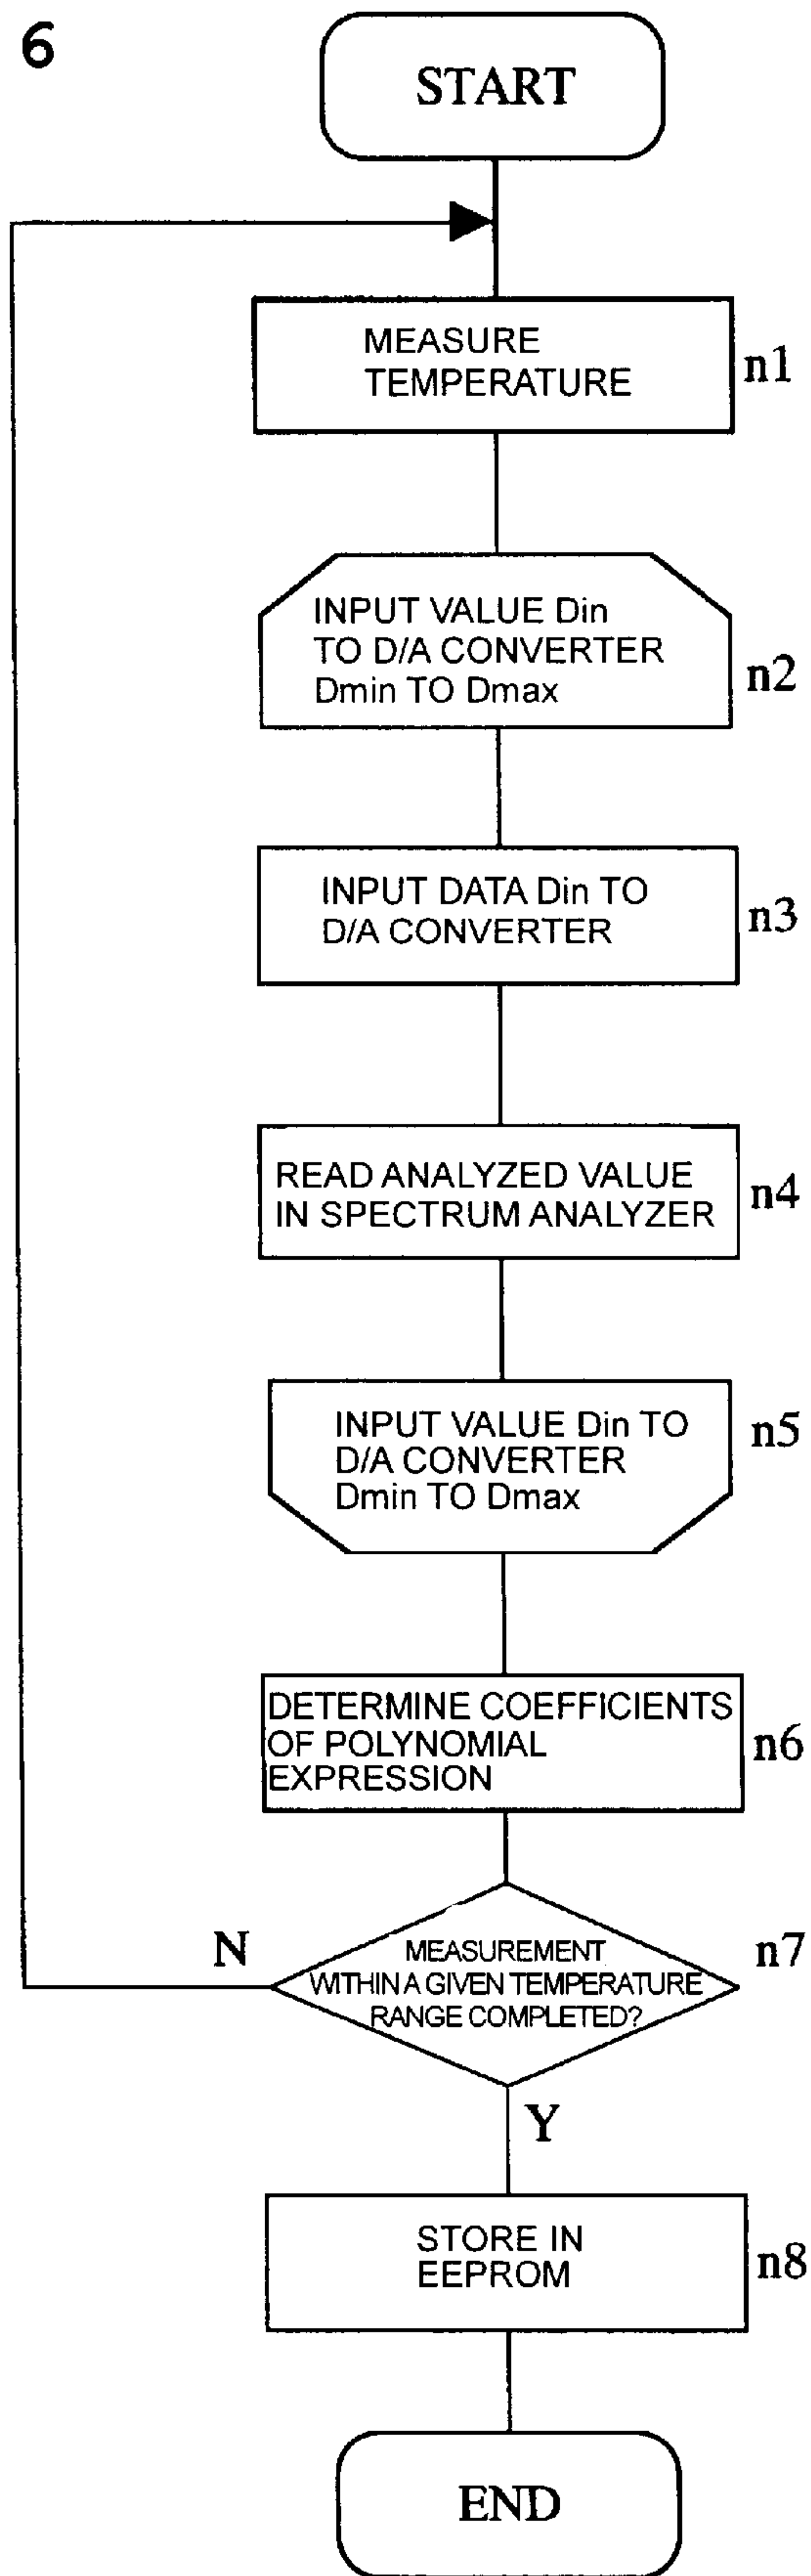 6
START
MEASURE
TEMPERATURE
n1
INPUT VALUE Din
TO D/A CONVERTER
Dmin TO Dmax
n2
INPUT DATA Din TO
D/A CONVERTER
n3
READ ANALYZED VALUE
IN SPECTRUM ANALYZER
n4
INPUT VALUE Din TO
D/A CONVERTER
Dmin TO Dmax
n5
DETERMINE COEFFICIENTS
OF POLYNOMIAL
EXPRESSION
n6
N
MEASUREMENT
WITHIN A GIVEN TEMPERATURE
RANGE COMPLETED?
n7
Y
STORE IN
EEPROM
n8
END